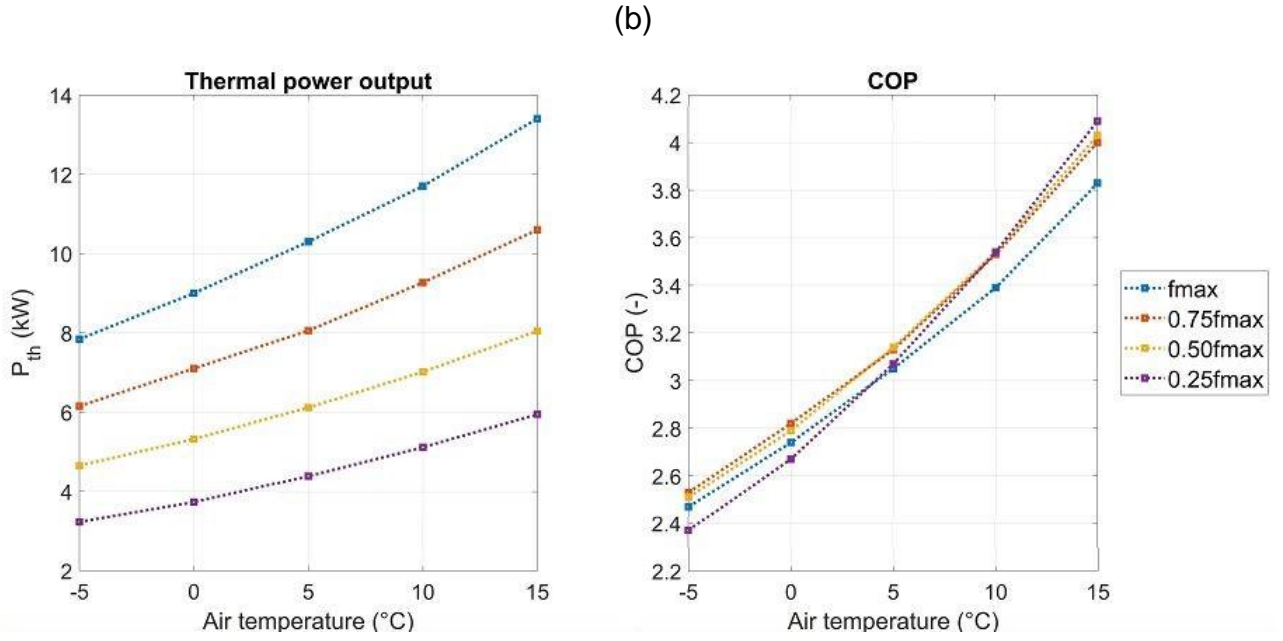 (b)
Thermal power output
14
12
10
8
6
4
2
P_th (kW)
-5 0 5 10 15
Air temperature (°C)
COP
4.2
4
3.8
3.6
3.4
3.2
3
2.8
2.6
2.4
2.2
COP (-)
-5 0 5 10 15
Air temperature (°C)
fmax
0.75fmax
0.50fmax
0.25fmax